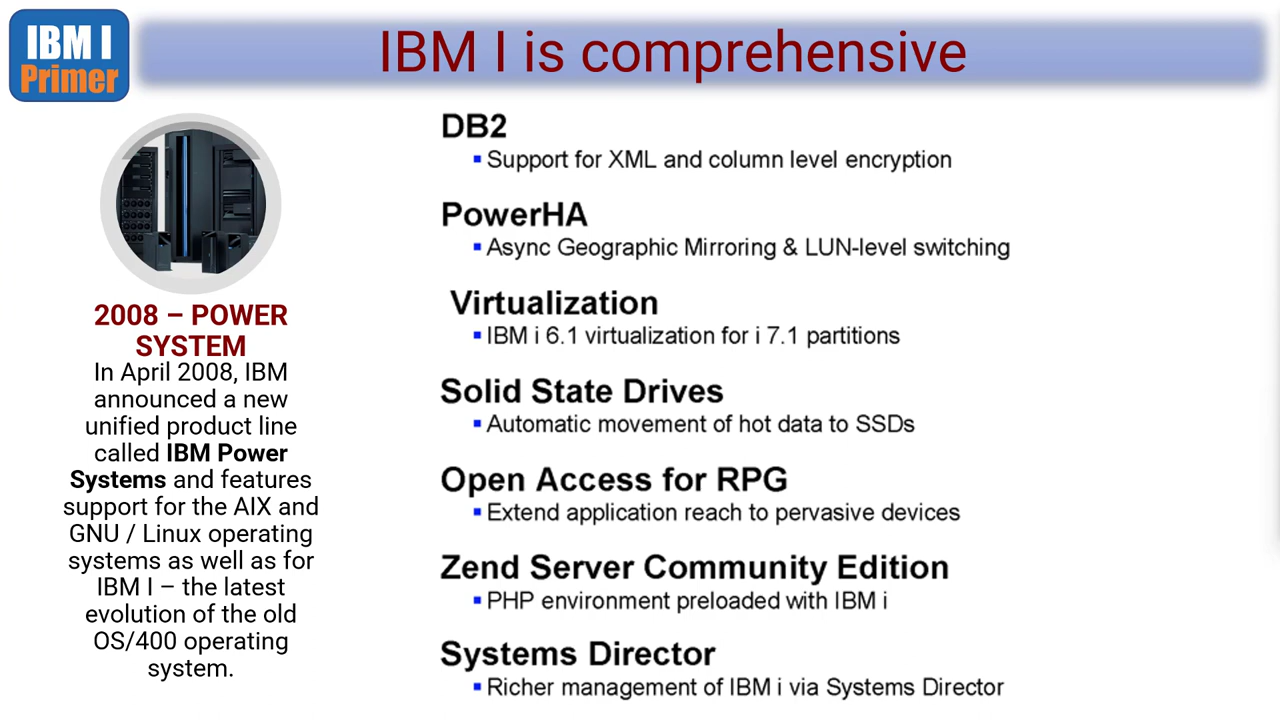 IBM I
Primer
IBM I is comprehensive
2008 – POWER
SYSTEM
In April 2008, IBM
announced a new
unified product line
called IBM Power
Systems and features
support for the AIX and
GNU / Linux operating
systems as well as for
IBM I – the latest
evolution of the old
OS/400 operating
system.
DB2
▪ Support for XML and column level encryption
PowerHA
▪ Async Geographic Mirroring & LUN-level switching
Virtualization
▪ IBM i 6.1 virtualization for i 7.1 partitions
Solid State Drives
▪ Automatic movement of hot data to SSDs
Open Access for RPG
▪ Extend application reach to pervasive devices
Zend Server Community Edition
▪ PHP environment preloaded with IBM i
Systems Director
▪ Richer management of IBM i via Systems Director